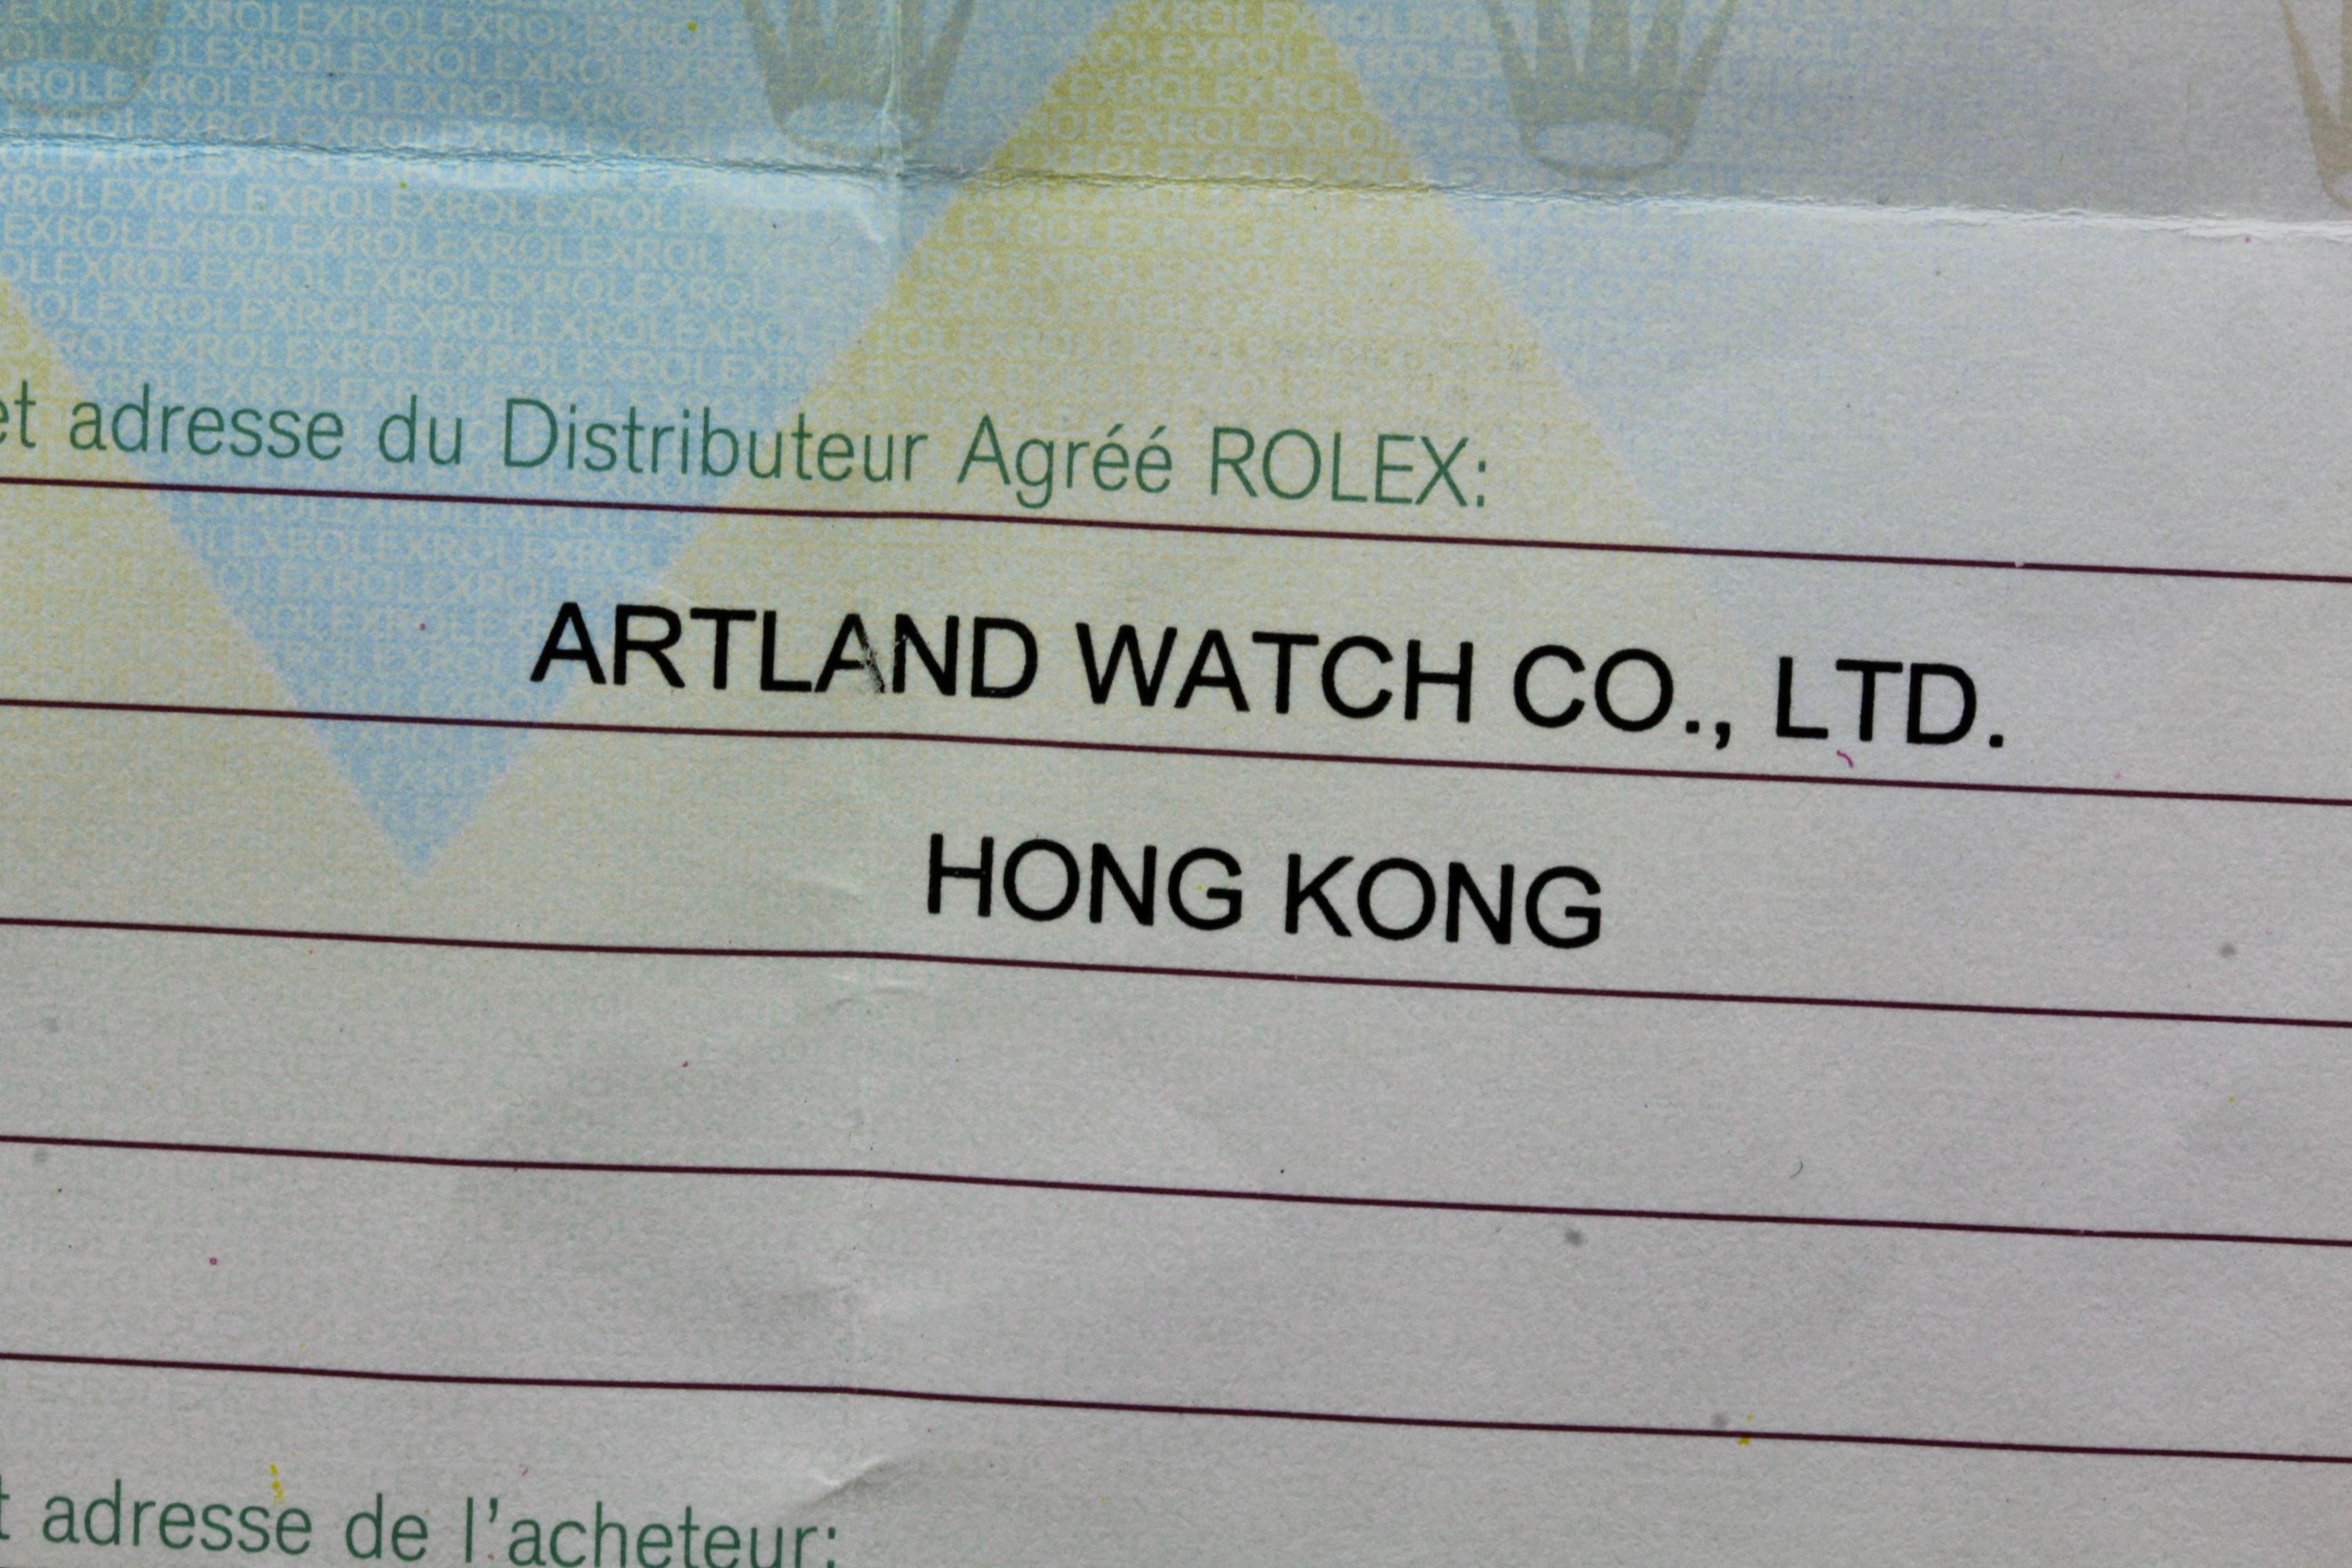 et adresse du Distributeur Agréé ROLEX:
ARTLAND WATCH CO., LTD.
HONG KONG
adresse de l'acheteur: